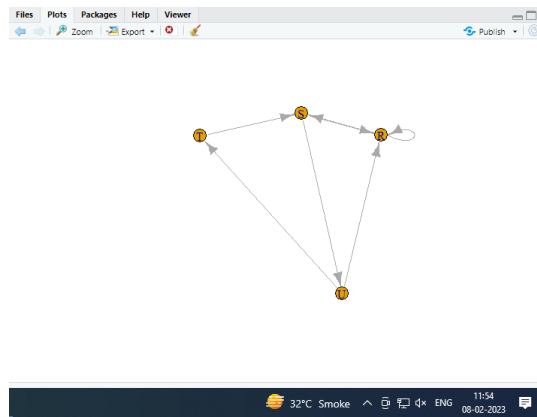 Files Plots Packages Help Viewer
Zoom Export Publish
S
T R
U
32°C Smoke ENG 11:54
08-02-2023